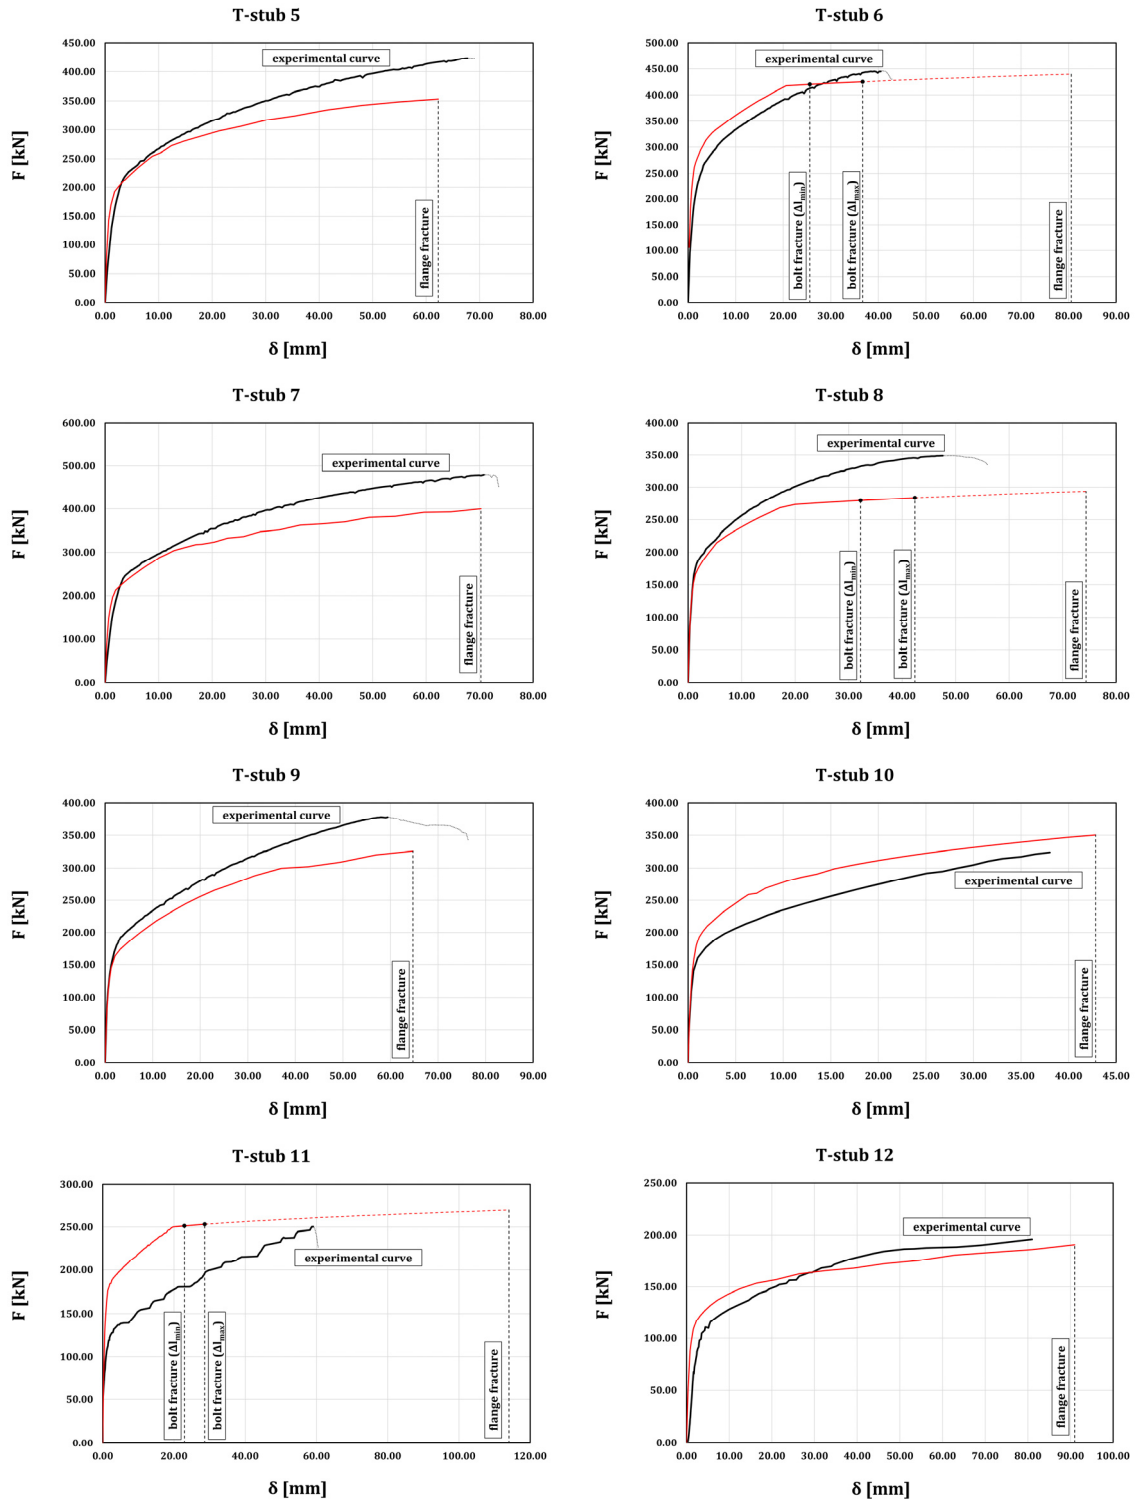 T-stub 5
450.00
400.00
350.00
300.00
250.00
200.00
150.00
100.00
50.00
0.00
F [kN]
experimental curve
flange fracture
0.00 10.00 20.00 30.00 40.00 50.00 60.00 70.00 80.00
δ [mm]
T-stub 6
500.00
450.00
400.00
350.00
300.00
250.00
200.00
150.00
100.00
50.00
0.00
F [kN]
experimental curve
bolt fracture (Δl_min)
bolt fracture (Δl_max)
flange fracture
0.00 10.00 20.00 30.00 40.00 50.00 60.00 70.00 80.00 90.00
δ [mm]
T-stub 7
600.00
500.00
400.00
300.00
200.00
100.00
0.00
F [kN]
experimental curve
flange fracture
0.00 10.00 20.00 30.00 40.00 50.00 60.00 70.00 80.00
δ [mm]
T-stub 8
400.00
350.00
300.00
250.00
200.00
150.00
100.00
50.00
0.00
F [kN]
experimental curve
bolt fracture (Δl_min)
bolt fracture (Δl_max)
flange fracture
0.00 10.00 20.00 30.00 40.00 50.00 60.00 70.00 80.00
δ [mm]
T-stub 9
400.00
350.00
300.00
250.00
200.00
150.00
100.00
50.00
0.00
F [kN]
experimental curve
flange fracture
0.00 10.00 20.00 30.00 40.00 50.00 60.00 70.00 80.00 90.00
δ [mm]
T-stub 10
400.00
350.00
300.00
250.00
200.00
150.00
100.00
50.00
0.00
F [kN]
experimental curve
flange fracture
0.00 5.00 10.00 15.00 20.00 25.00 30.00 35.00 40.00 45.00
δ [mm]
T-stub 11
300.00
250.00
200.00
150.00
100.00
50.00
0.00
F [kN]
experimental curve
bolt fracture (Δl_min)
bolt fracture (Δl_max)
flange fracture
0.00 20.00 40.00 60.00 80.00 100.00 120.00
δ [mm]
T-stub 12
250.00
200.00
150.00
100.00
50.00
0.00
F [kN]
experimental curve
flange fracture
0.00 10.00 20.00 30.00 40.00 50.00 60.00 70.00 80.00 90.00 100.00
δ [mm]